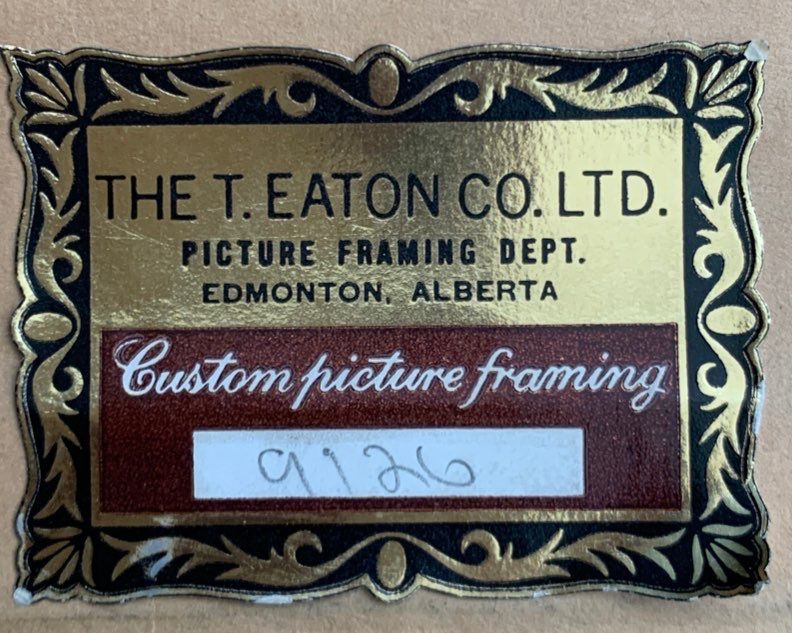 THE T. EATON CO. LTD.
PICTURE FRAMING DEPT.
EDMONTON, ALBERTA
Custom picture framing
9126